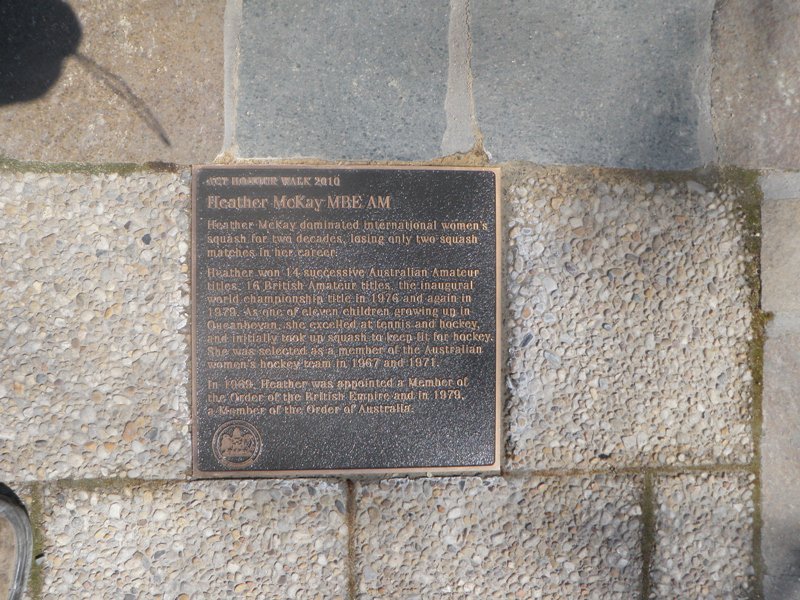 ACT HONOUR WALK 2010
Heather McKay MBE AM
Heather McKay dominated international women's
squash for two decades, losing only two squash
matches in her career.
Heather won 14 successive Australian Amateur
titles, 16 British Amateur titles, the inaugural
world championship title in 1976 and again in
1979. As one of eleven children growing up in
Queanbeyan, she excelled at tennis and hockey,
and initially took up squash to keep fit for hockey.
She was selected as a member of the Australian
women's hockey team in 1967 and 1971.
In 1969, Heather was appointed a Member of
the Order of the British Empire and in 1979,
a Member of the Order of Australia.